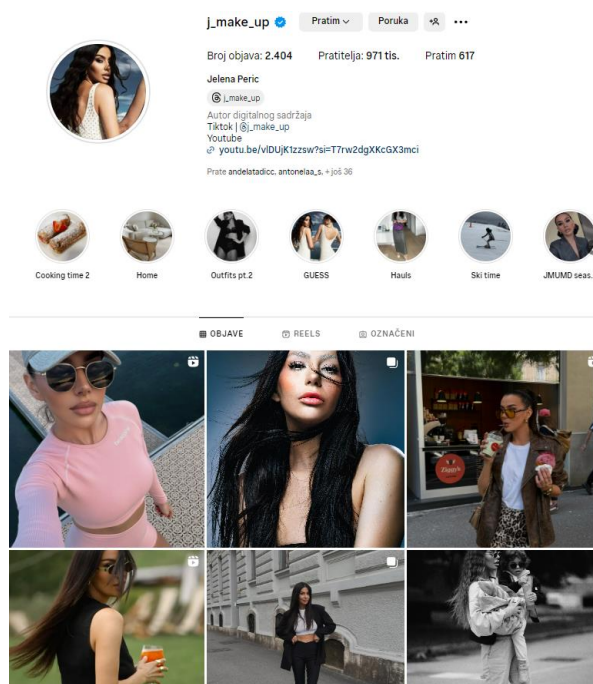 j_make_up Pratim Poruka
Broj objava: 2.404 Pratitelja: 971 tis. Pratim 617
Jelena Peric
j_make_up
Autor digitalnog sadržaja
Tiktok | @j_make_up
Youtube
youtu.be/vlDUjK1zzsw?si=T7rw2dgXKcGX3mci
Prate andelatadicc, antonelaa_s, + još 36
Cooking time 2 Home Outfits pt.2 GUESS Hauls Ski time JMUMD seas.
OBJAVE REELS OZNAČENI
Ziggy's